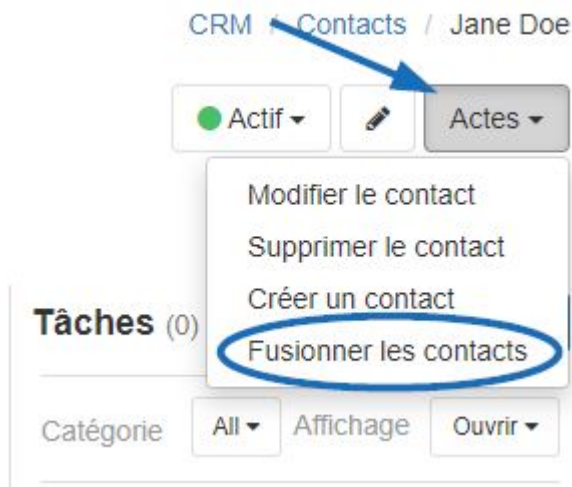 CRM / Contacts / Jane Doe
Actif
Actes
Modifier le contact
Supprimer le contact
Créer un contact
Fusionner les contacts
Tâches (0)
Catégorie All Affichage Ouvrir